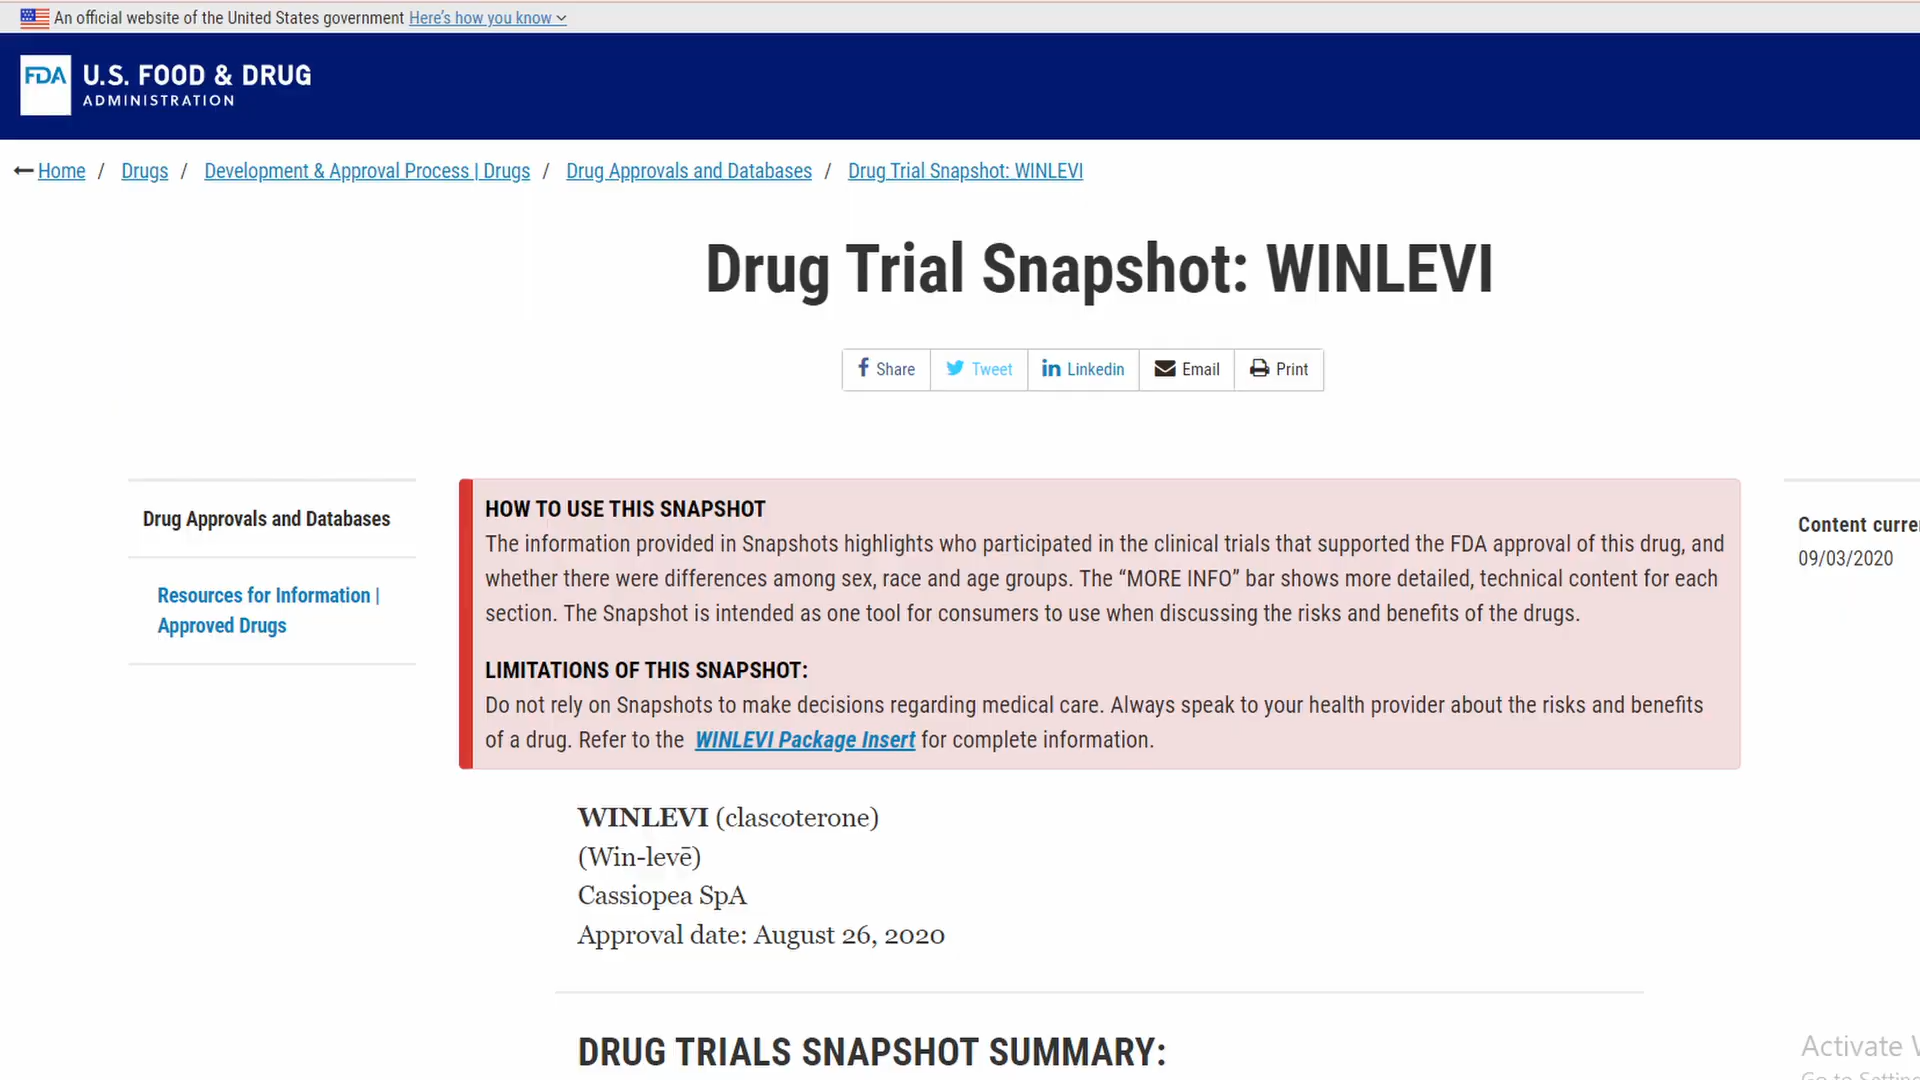 An official website of the United States government Here's how you know
FDA U.S. FOOD & DRUG
ADMINISTRATION
Home / Drugs / Development & Approval Process | Drugs / Drug Approvals and Databases / Drug Trial Snapshot: WINLEVI
Drug Trial Snapshot: WINLEVI
Share Tweet Linkedin Email Print
Drug Approvals and Databases
Resources for Information |
Approved Drugs
HOW TO USE THIS SNAPSHOT
The information provided in Snapshots highlights who participated in the clinical trials that supported the FDA approval of this drug, and
whether there were differences among sex, race and age groups. The “MORE INFO” bar shows more detailed, technical content for each
section. The Snapshot is intended as one tool for consumers to use when discussing the risks and benefits of the drugs.
LIMITATIONS OF THIS SNAPSHOT:
Do not rely on Snapshots to make decisions regarding medical care. Always speak to your health provider about the risks and benefits
of a drug. Refer to the WINLEVI Package Insert for complete information.
Content curre
09/03/2020
WINLEVI (clascoterone)
(Win-levē)
Cassiopea SpA
Approval date: August 26, 2020
DRUG TRIALS SNAPSHOT SUMMARY:
Activate